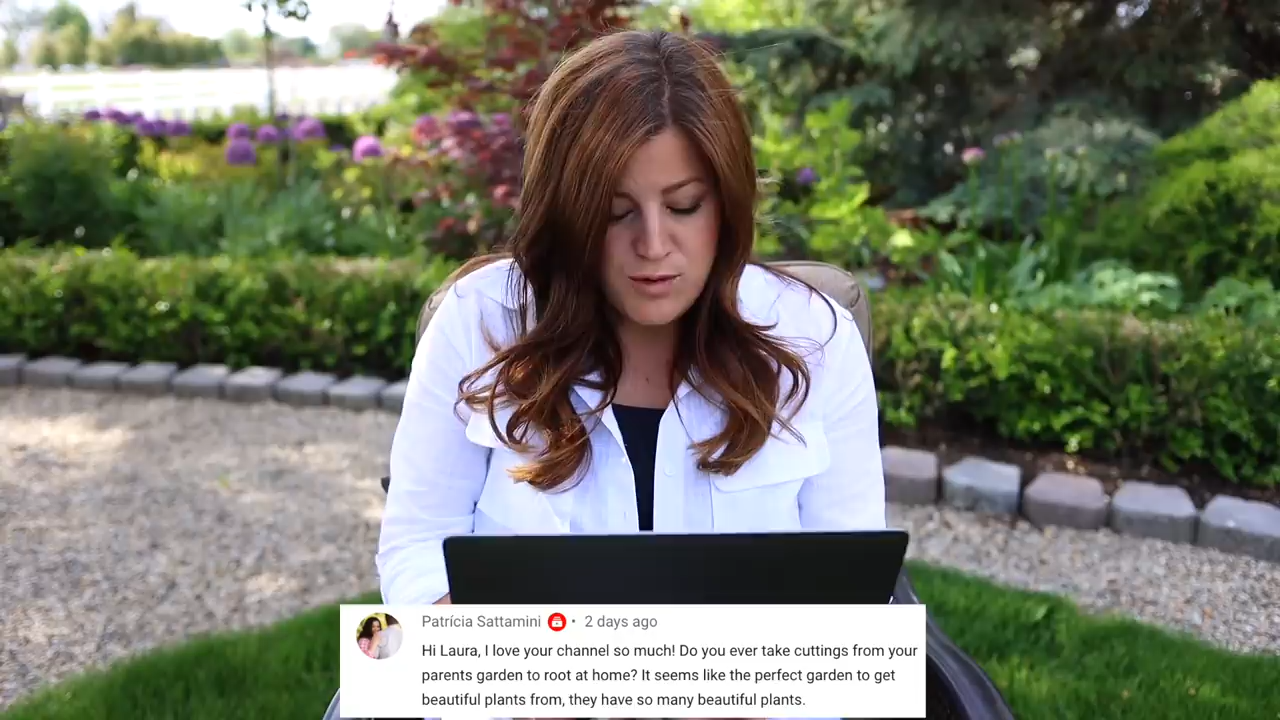 Patrícia Sattamini • 2 days ago
Hi Laura, I love your channel so much! Do you ever take cuttings from your
parents garden to root at home? It seems like the perfect garden to get
beautiful plants from, they have so many beautiful plants.